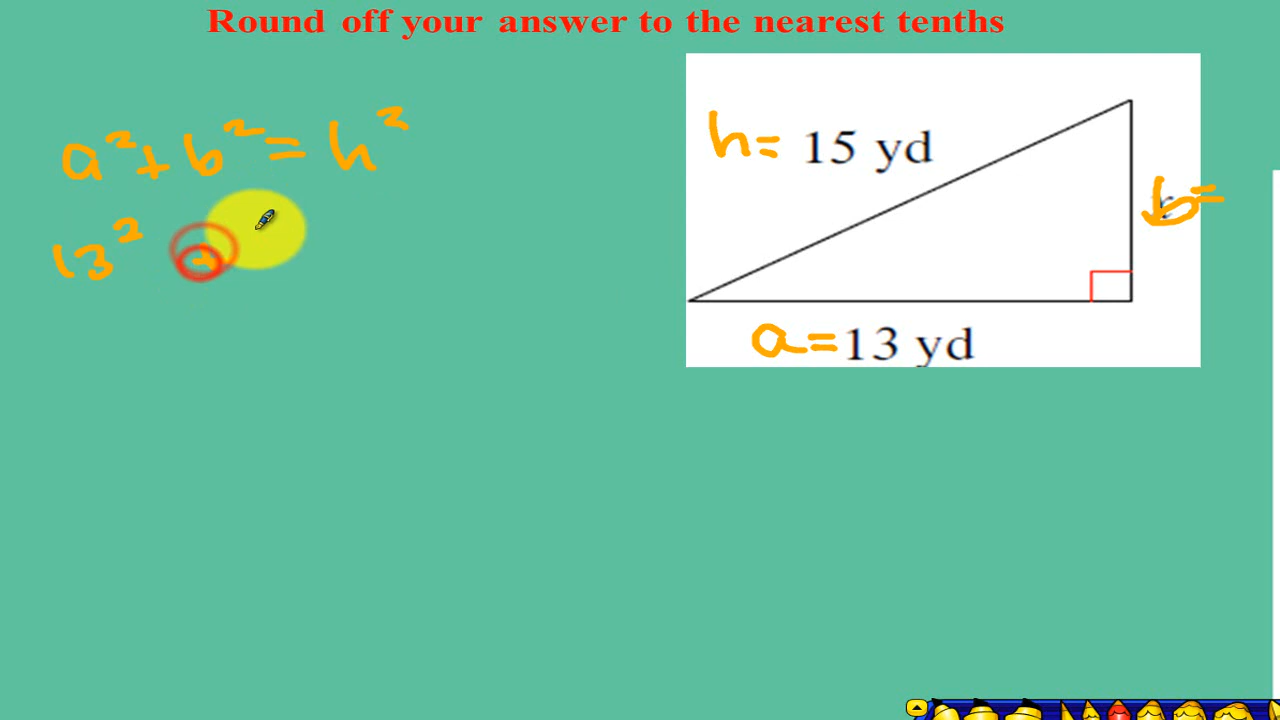 Round off your answer to the nearest tenths
a² + b² = h²
13²
h = 15 yd
b =
a = 13 yd